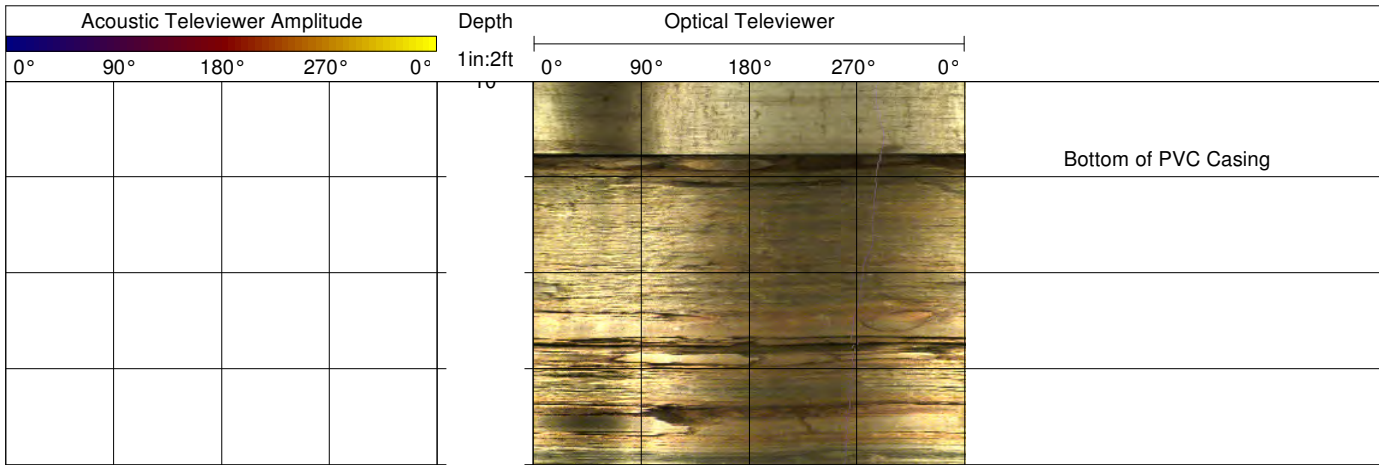 Acoustic Televiewer Amplitude Depth Optical Televiewer
1in:2ft
0° 90° 180° 270° 0° 0° 90° 180° 270° 0°
10
Bottom of PVC Casing